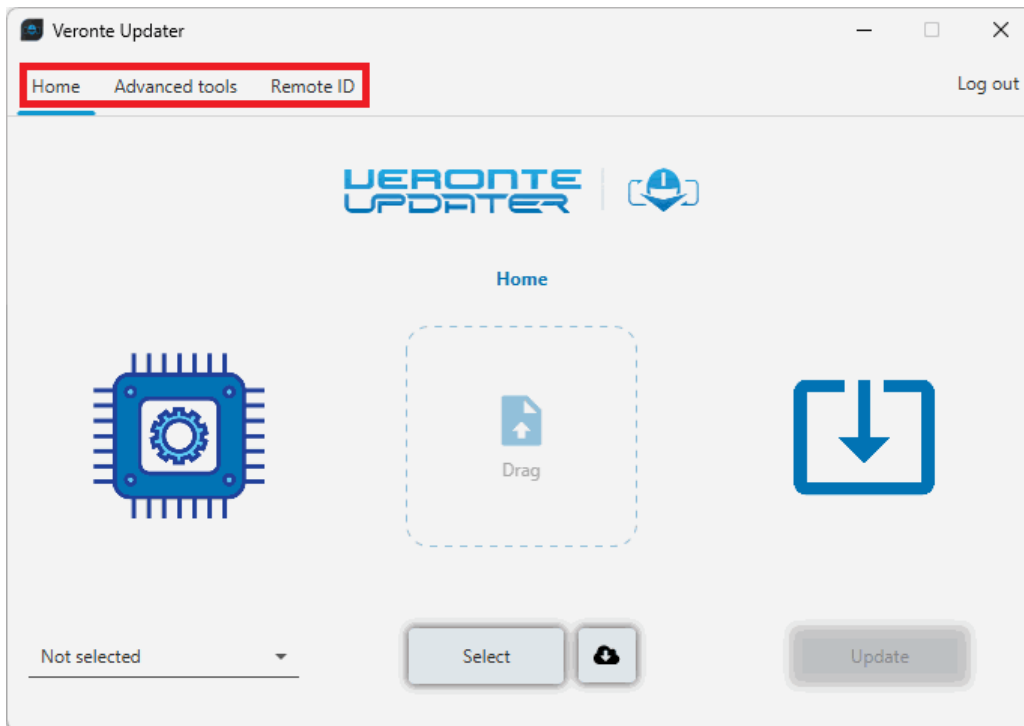 Veronte Updater
Home Advanced tools Remote ID Log out
VERONTE
UPDATER
Home
Drag
Not selected Select Update